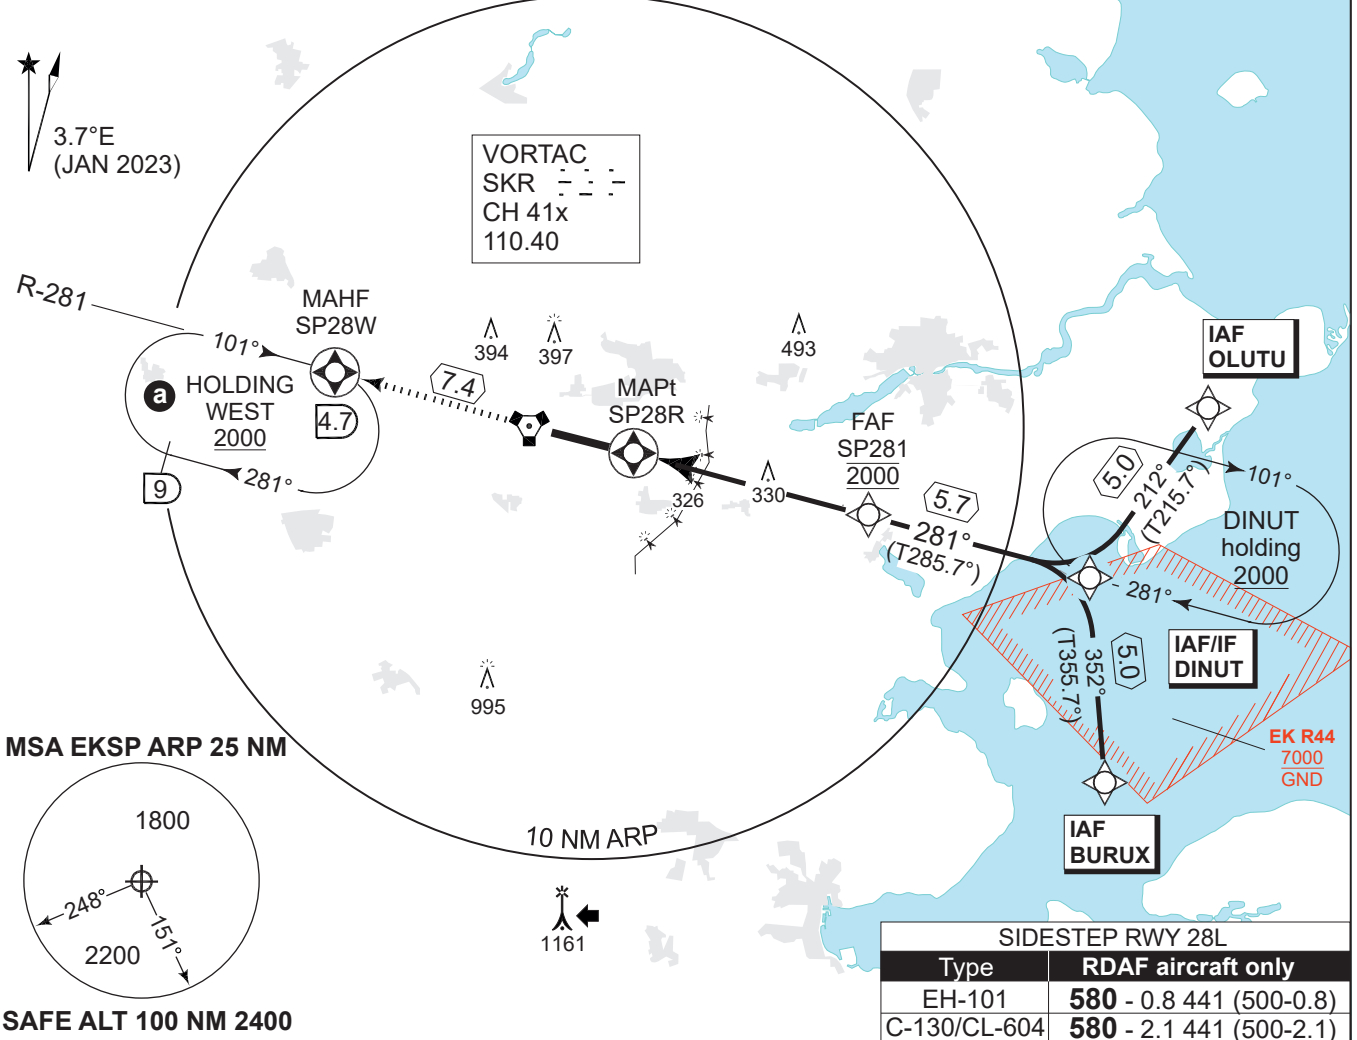 3.7°E
(JAN 2023)
VORTAC
SKR
CH 41x
110.40
R-281
MAHF
SP28W
101°
HOLDING
WEST
2000
a
4.7
281°
9
7.4
394
397
493
MAPt
SP28R
326
330
FAF
SP281
2000
5.7
281°
(T285.7°)
IAF
OLUTU
5.0
212°
(T215.7°)
101°
DINUT
holding
2000
281°
IAF/IF
DINUT
5.0
352°
(T355.7°)
EK R44
7000
GND
IAF
BURUX
995
10 NM ARP
1161
MSA EKSP ARP 25 NM
1800
248°
151°
2200
SAFE ALT 100 NM 2400
SIDESTEP RWY 28L
Type RDAF aircraft only
EH-101 580 - 0.8 441 (500-0.8)
C-130/CL-604 580 - 2.1 441 (500-2.1)